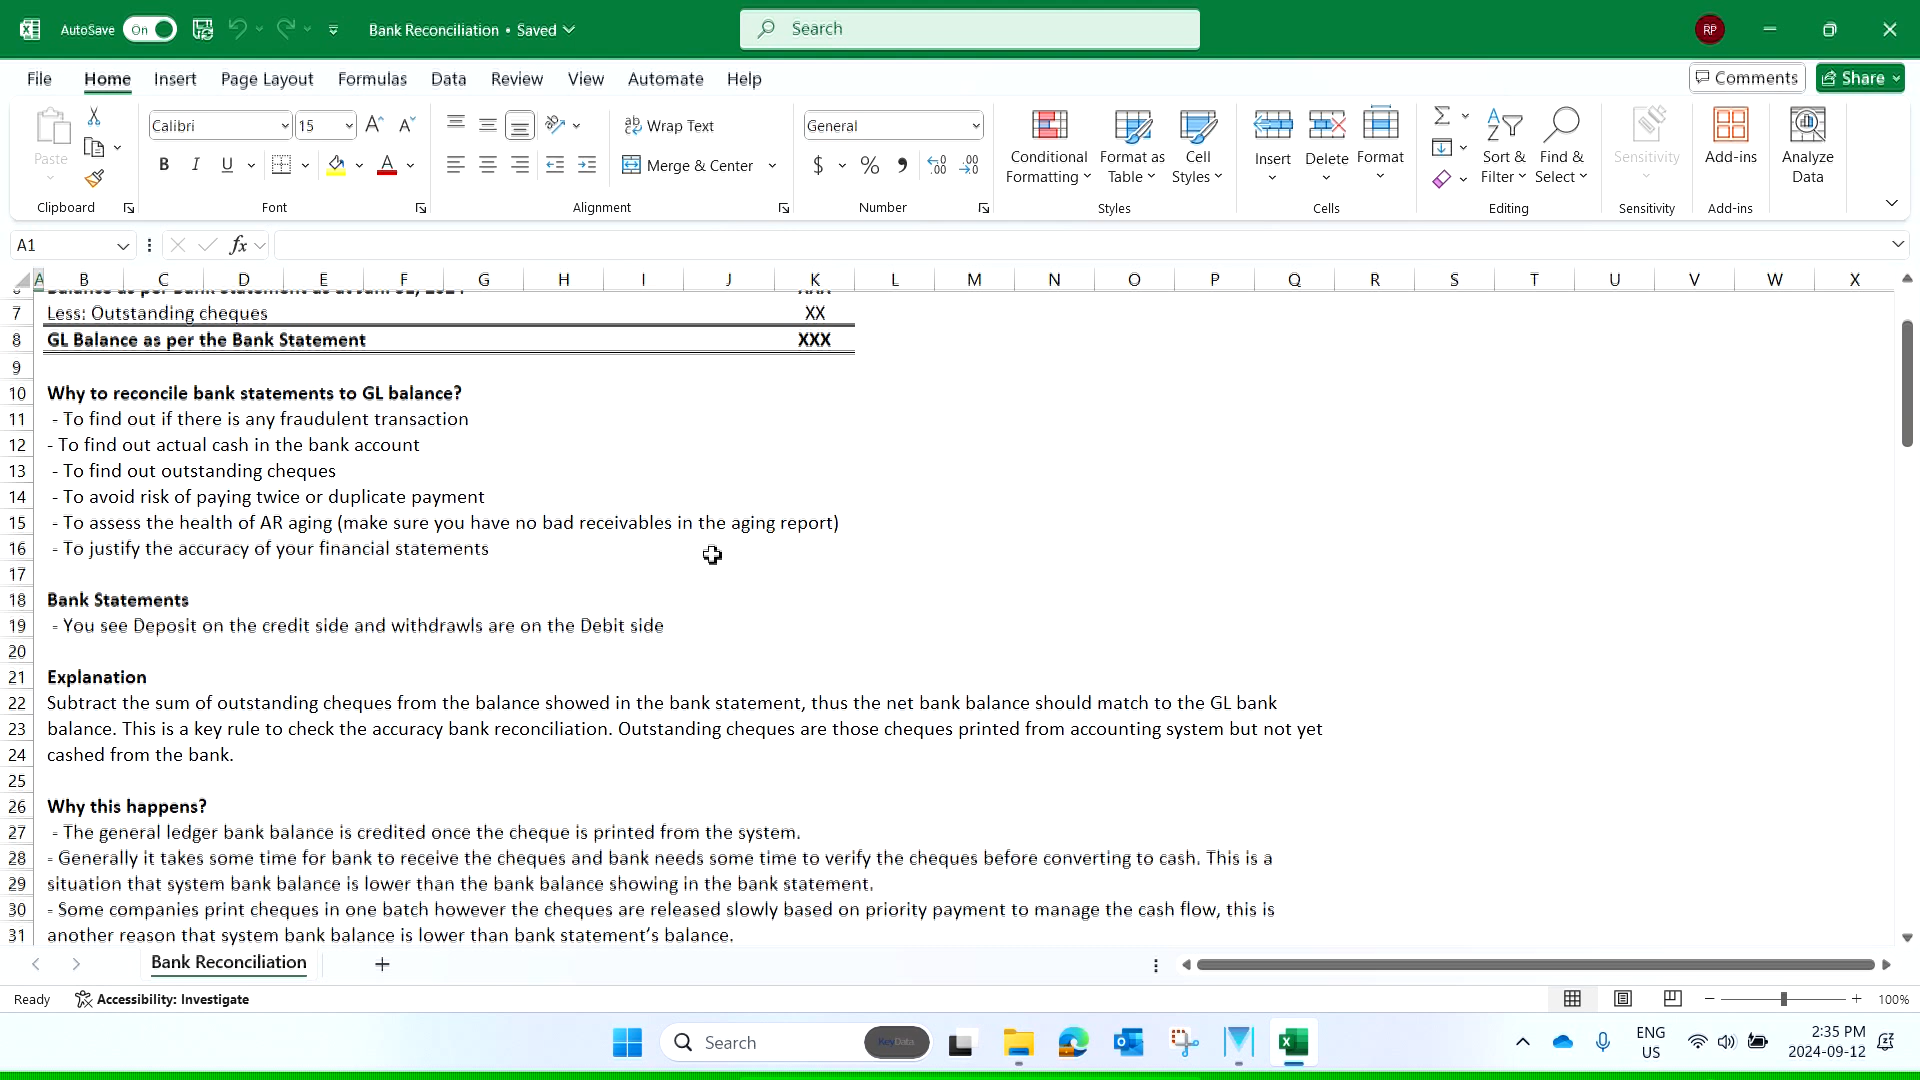 AutoSave On Bank Reconciliation • Saved Search RP
File Home Insert Page Layout Formulas Data Review View Automate Help Comments Share
Calibri 15 Wrap Text General
Paste B I U Merge & Center $ % Conditional Formatting Format as Table Cell Styles Insert Delete Format Sort & Filter Find & Select Sensitivity Add-ins Analyze Data
Clipboard Font Alignment Number Styles Cells Editing Sensitivity Add-ins
A1 fx
A B C D E F G H I J K L M N O P Q R S T U V W X
7 Less: Outstanding cheques XX
8 GL Balance as per the Bank Statement XXX
9
10 Why to reconcile bank statements to GL balance?
11 - To find out if there is any fraudulent transaction
12 - To find out actual cash in the bank account
13 - To find out outstanding cheques
14 - To avoid risk of paying twice or duplicate payment
15 - To assess the health of AR aging (make sure you have no bad receivables in the aging report)
16 - To justify the accuracy of your financial statements
17
18 Bank Statements
19 - You see Deposit on the credit side and withdrawls are on the Debit side
20
21 Explanation
22 Subtract the sum of outstanding cheques from the balance showed in the bank statement, thus the net bank balance should match to the GL bank
23 balance. This is a key rule to check the accuracy bank reconciliation. Outstanding cheques are those cheques printed from accounting system but not yet
24 cashed from the bank.
25
26 Why this happens?
27 - The general ledger bank balance is credited once the cheque is printed from the system.
28 - Generally it takes some time for bank to receive the cheques and bank needs some time to verify the cheques before converting to cash. This is a
29 situation that system bank balance is lower than the bank balance showing in the bank statement.
30 - Some companies print cheques in one batch however the cheques are released slowly based on priority payment to manage the cash flow, this is
31 another reason that system bank balance is lower than bank statement's balance.
Bank Reconciliation
Ready Accessibility: Investigate 100%
Search KeyData ENG US 2:35 PM 2024-09-12